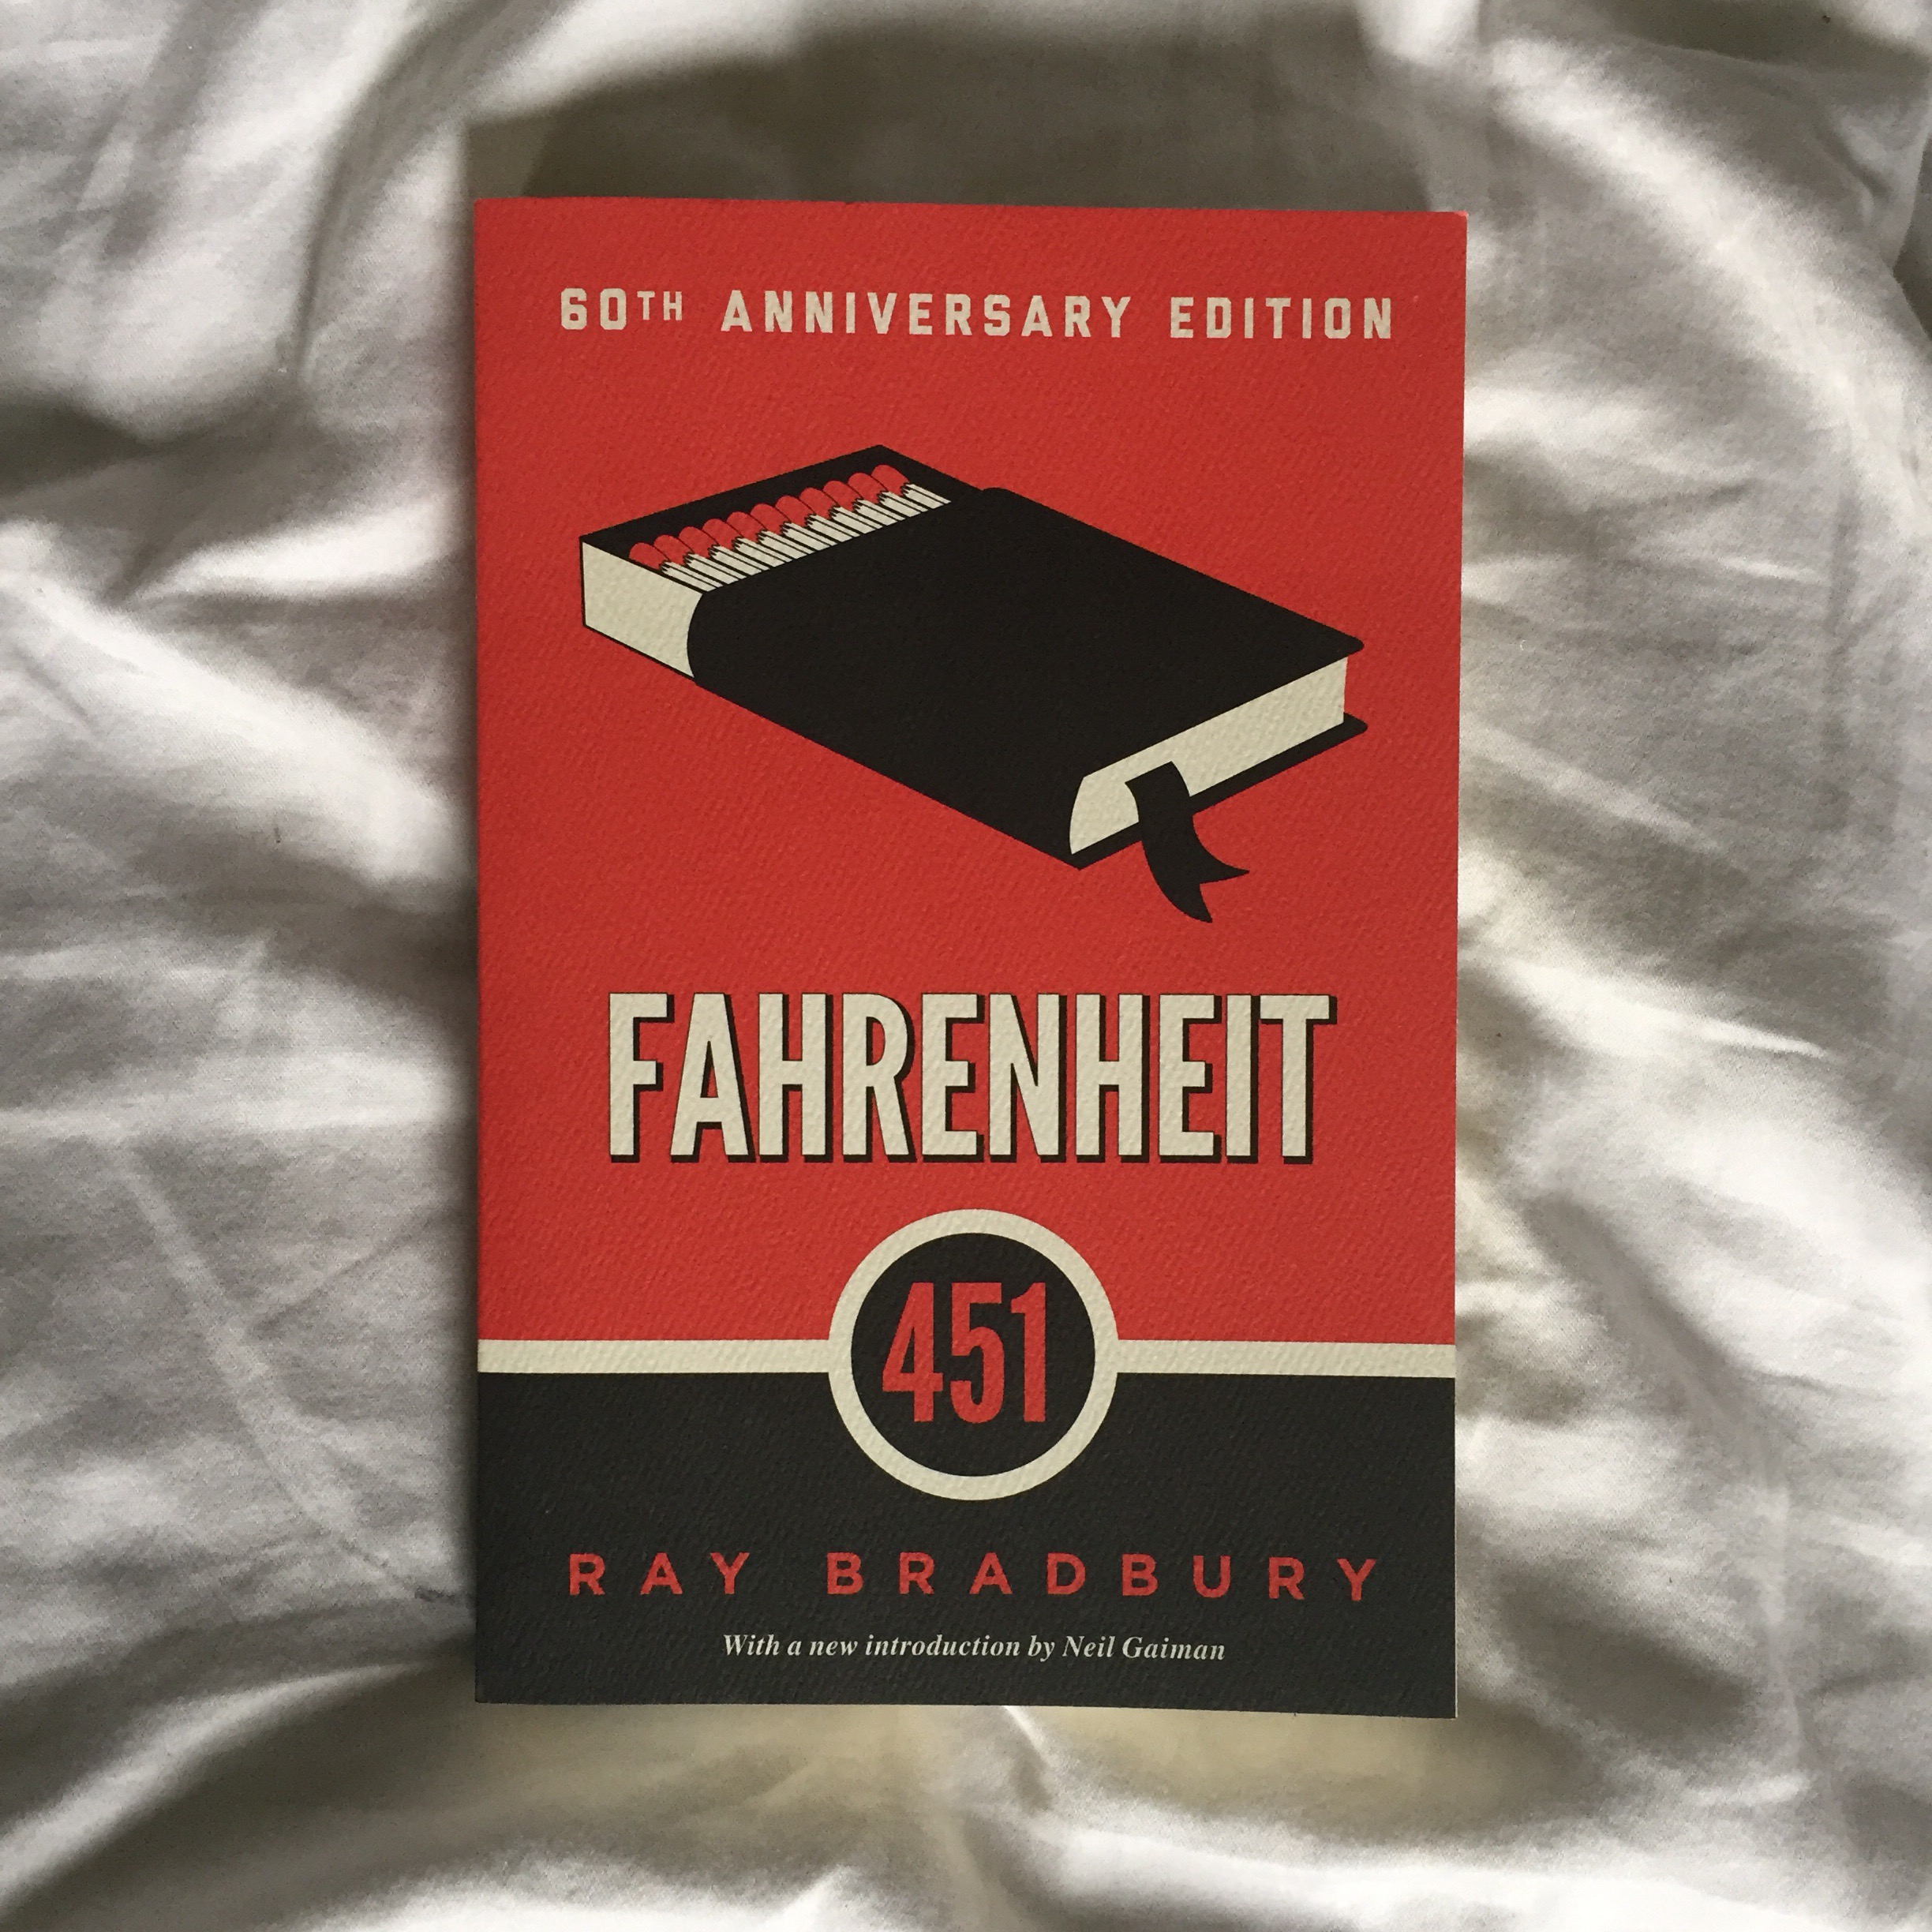 60TH ANNIVERSARY EDITION
FAHRENHEIT
451
RAY BRADBURY
With a new introduction by Neil Gaiman